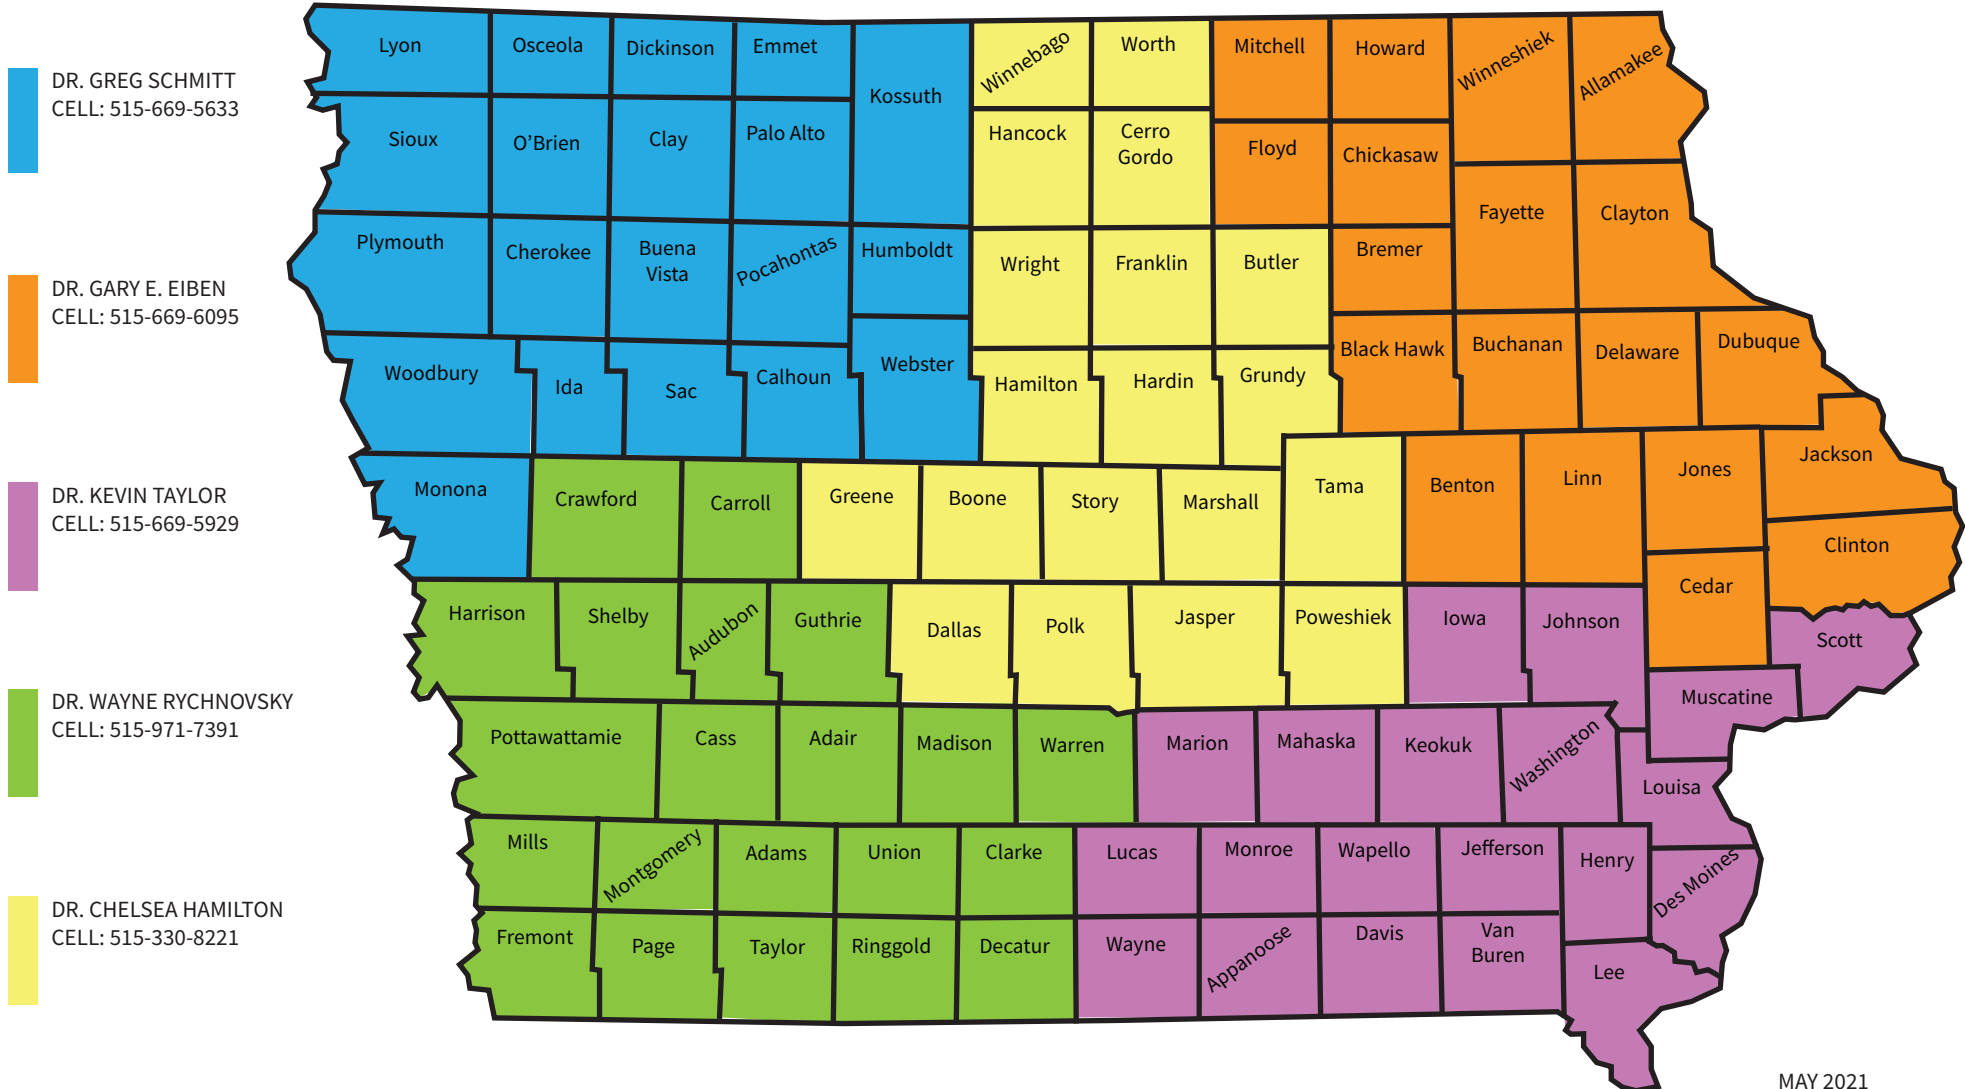 DR. GREG SCHMITT
CELL: 515-669-5633
DR. GARY E. EIBEN
CELL: 515-669-6095
DR. KEVIN TAYLOR
CELL: 515-669-5929
DR. WAYNE RYCHNOVSKY
CELL: 515-971-7391
DR. CHELSEA HAMILTON
CELL: 515-330-8221
Lyon
Osceola
Dickinson
Emmet
Kossuth
Winnebago
Worth
Mitchell
Howard
Winneshiek
Allamakee
Sioux
O'Brien
Clay
Palo Alto
Hancock
Cerro
Gordo
Floyd
Chickasaw
Fayette
Clayton
Plymouth
Cherokee
Buena
Vista
Pocahontas
Humboldt
Wright
Franklin
Butler
Bremer
Woodbury
Ida
Sac
Calhoun
Webster
Hamilton
Hardin
Grundy
Black Hawk
Buchanan
Delaware
Dubuque
Monona
Crawford
Carroll
Greene
Boone
Story
Marshall
Tama
Benton
Linn
Jones
Jackson
Clinton
Cedar
Harrison
Shelby
Audubon
Guthrie
Dallas
Polk
Jasper
Poweshiek
Iowa
Johnson
Scott
Muscatine
Pottawattamie
Cass
Adair
Madison
Warren
Marion
Mahaska
Keokuk
Washington
Louisa
Mills
Montgomery
Adams
Union
Clarke
Lucas
Monroe
Wapello
Jefferson
Henry
Des Moines
Fremont
Page
Taylor
Ringgold
Decatur
Wayne
Appanoose
Davis
Van
Buren
Lee
MAY 2021